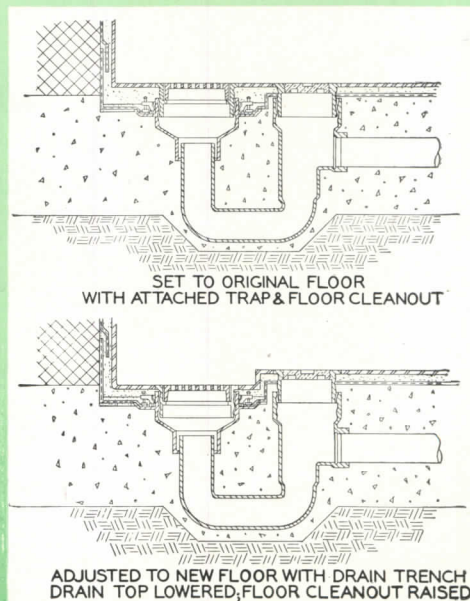 SET TO ORIGINAL FLOOR
WITH ATTACHED TRAP & FLOOR CLEANOUT
ADJUSTED TO NEW FLOOR WITH DRAIN TRENCH
DRAIN TOP LOWERED; FLOOR CLEANOUT RAISED